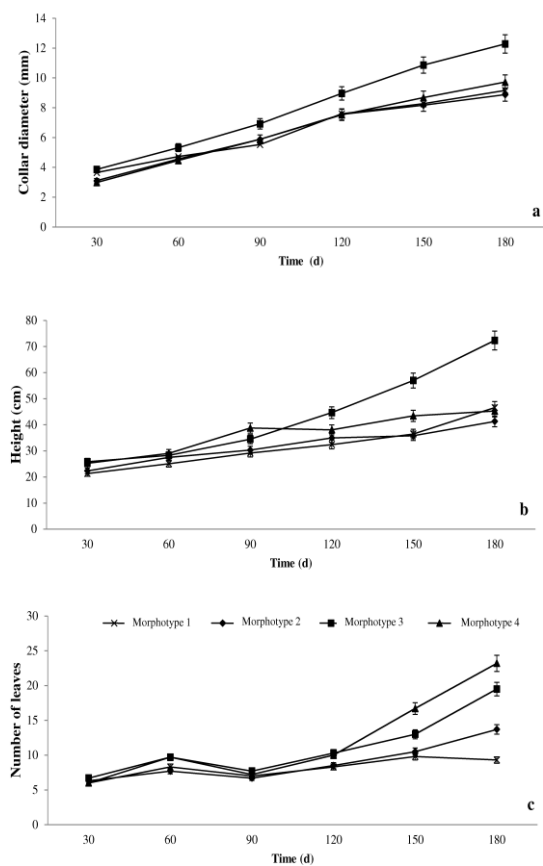 14
12
10
8
6
4
2
0
Collar diameter (mm)
30 60 90 120 150 180
Time (d)
a
80
70
60
50
40
30
20
10
0
Height (cm)
30 60 90 120 150 180
Time (d)
b
30
25
20
15
10
5
0
Number of leaves
Morphotype 1 Morphotype 2 Morphotype 3 Morphotype 4
30 60 90 120 150 180
Time (d)
c